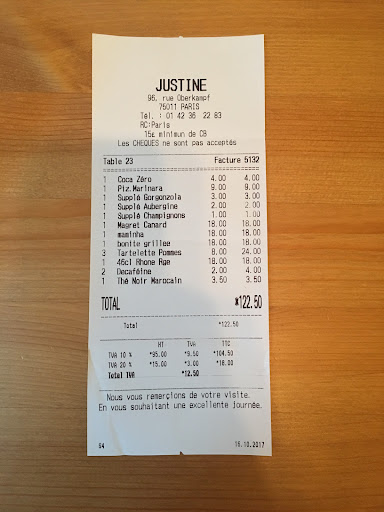 JUSTINE
96, rue Oberkampf
75011 PARIS
Tél. : 01 42 36 22 83
RC:Paris
15£ minimun de CB
Les CHEQUES ne sont pas acceptés
Table 23 Facture 5132
1 Coca Zéro 4.00 4.00
1 Piz.Marinara 9.00 9.00
1 Supplé Gorgonzola 3.00 3.00
1 Supplé Aubergine 2.00 2.00
1 Supplé Champignons 1.00 1.00
1 Magret Canard 18.00 18.00
1 maminha 18.00 18.00
1 bonite grillee 18.00 18.00
3 Tartelette Pommes 8.00 24.00
1 46cl Rhone Rge 18.00 18.00
2 Decaféine 2.00 4.00
1 Thé Noir Marocain 3.50 3.50
TOTAL *122.50
Total *122.50
HT TVA TTC
TVA 10 % *95.00 *9.50 *104.50
TVA 20 % *15.00 *3.00 *18.00
Total TVA *12.50
Nous vous remerçions de votre visite.
En vous souhaitant une excellente journée.
64 16.10.2017